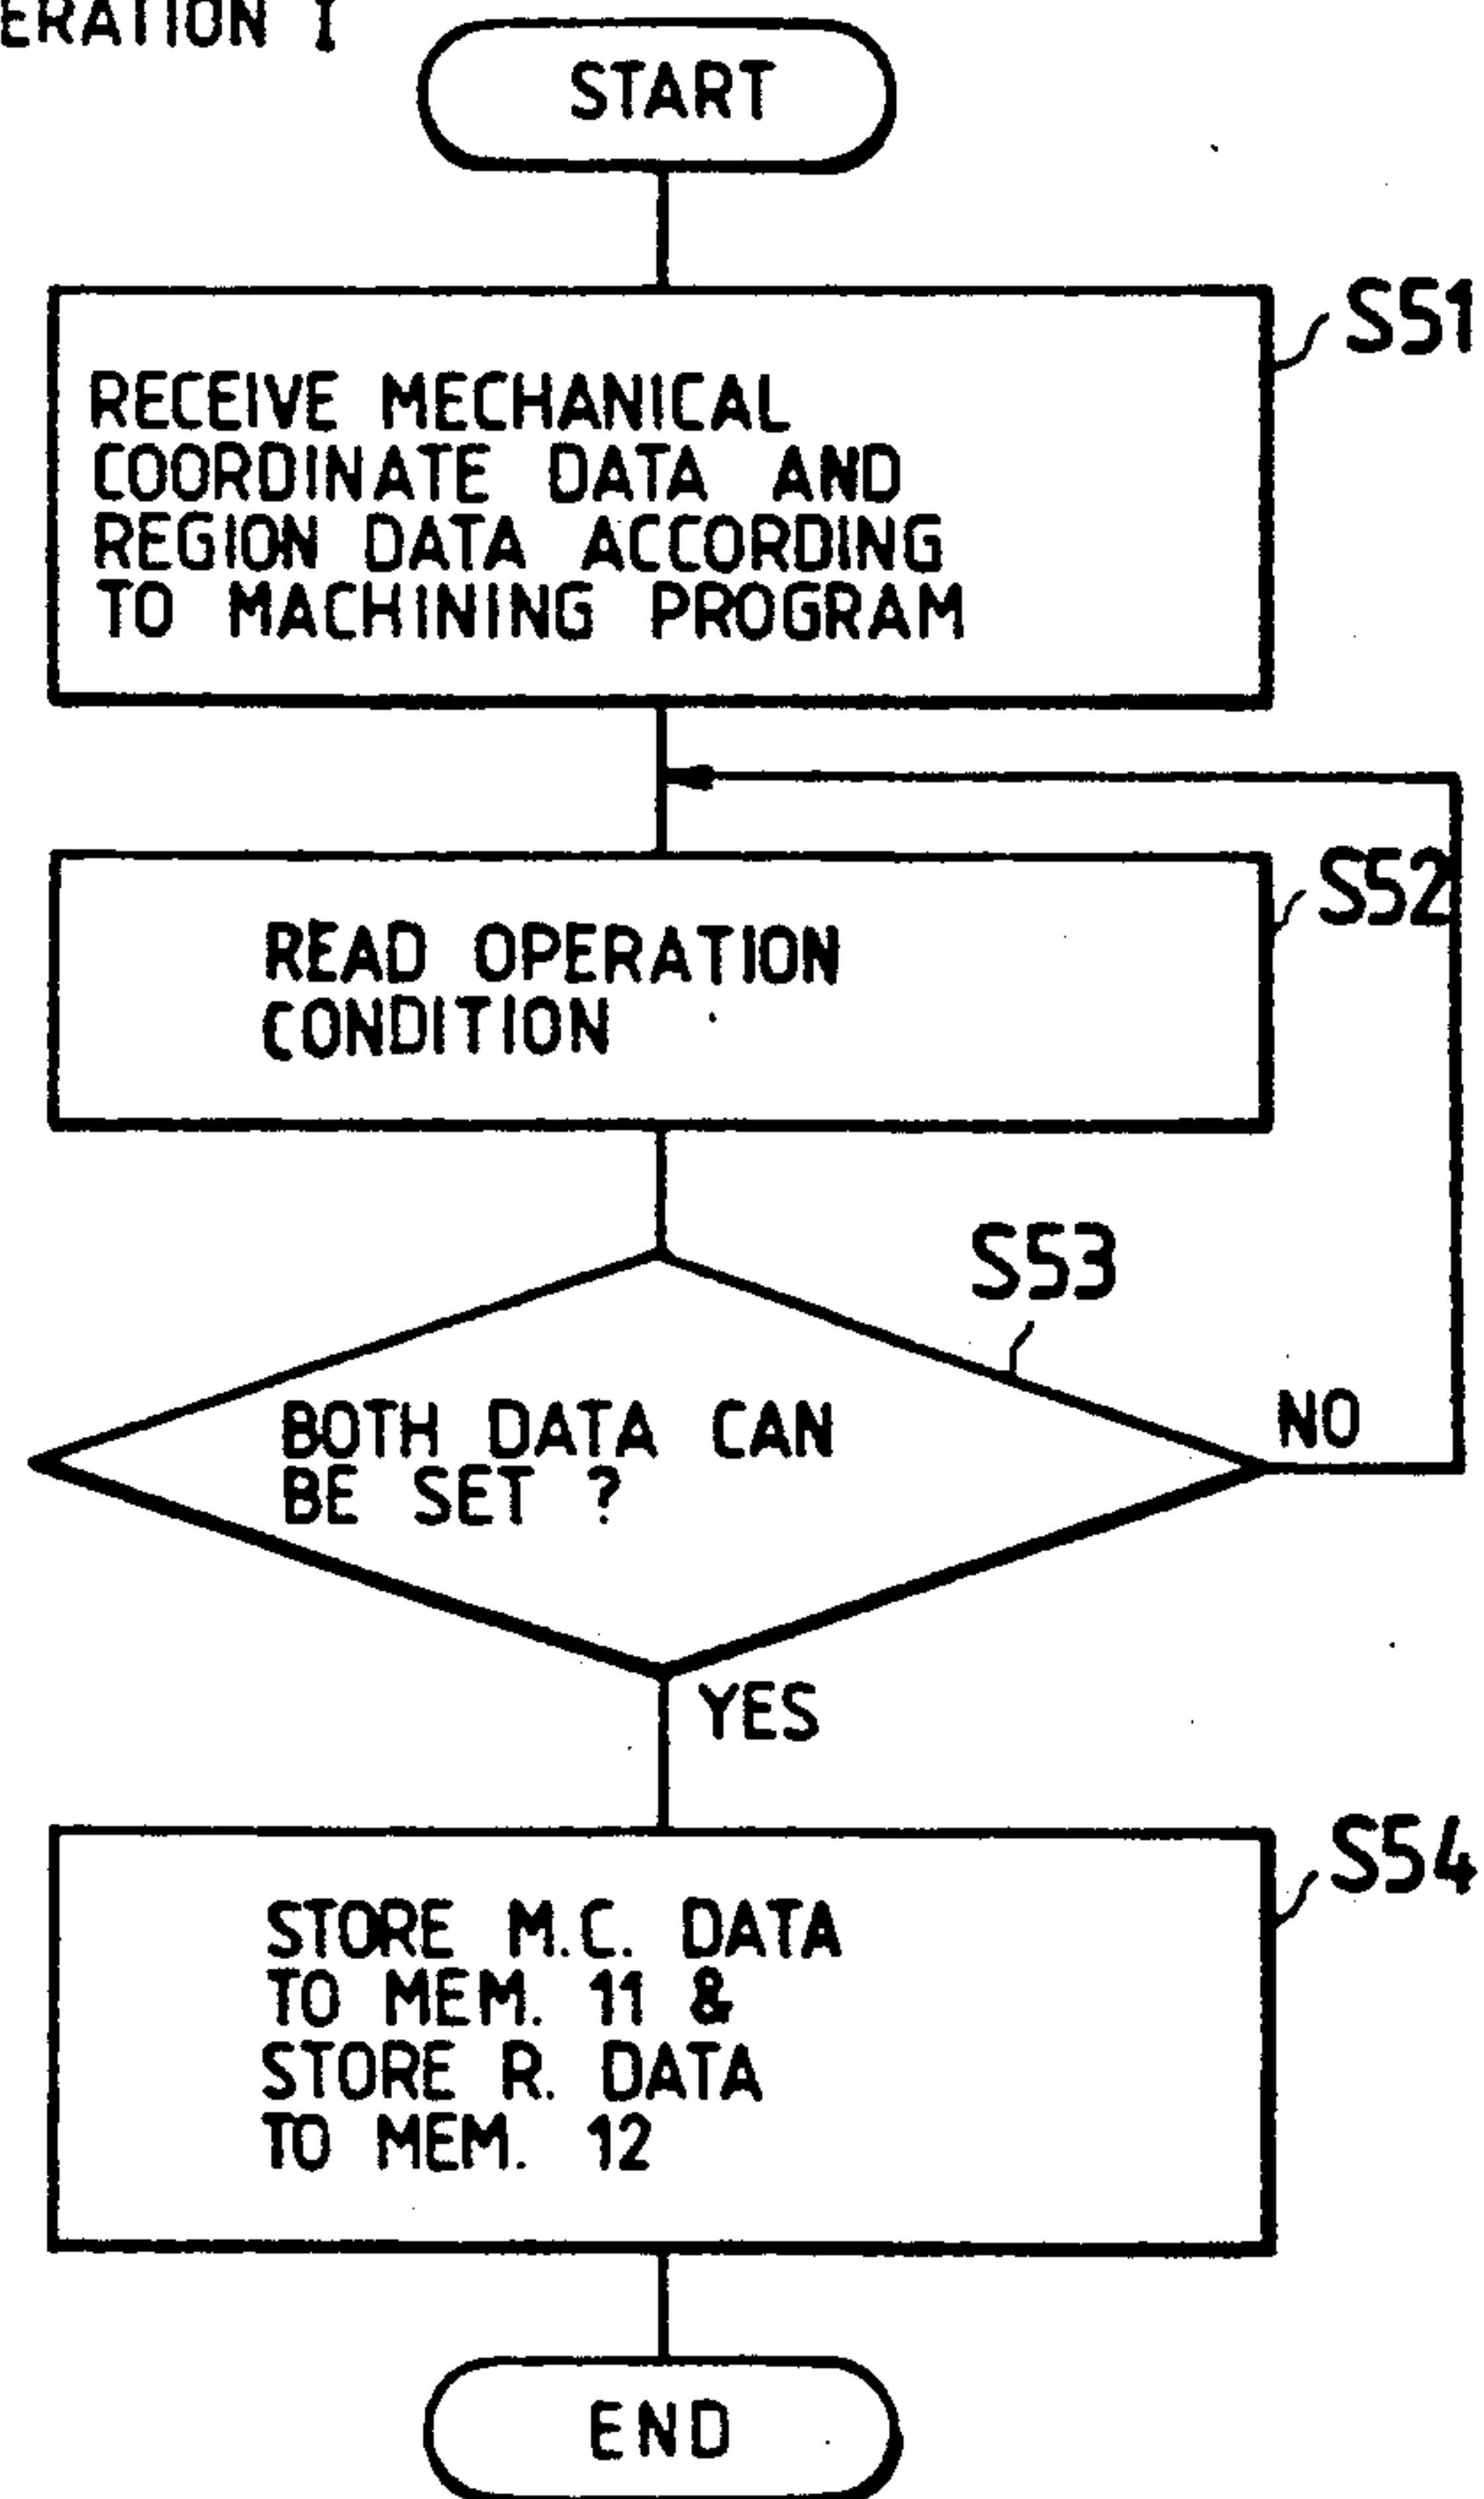 START
S51
RECEIVE MECHANICAL
COORDINATE DATA AND
REGION DATA ACCORDING
TO MACHINING PROGRAM
S52
READ OPERATION
CONDITION
S53
BOTH DATA CAN
BE SET ?
NO
YES
S54
STORE M.C. DATA
TO MEM. 11 &
STORE R. DATA
TO MEM. 12
END